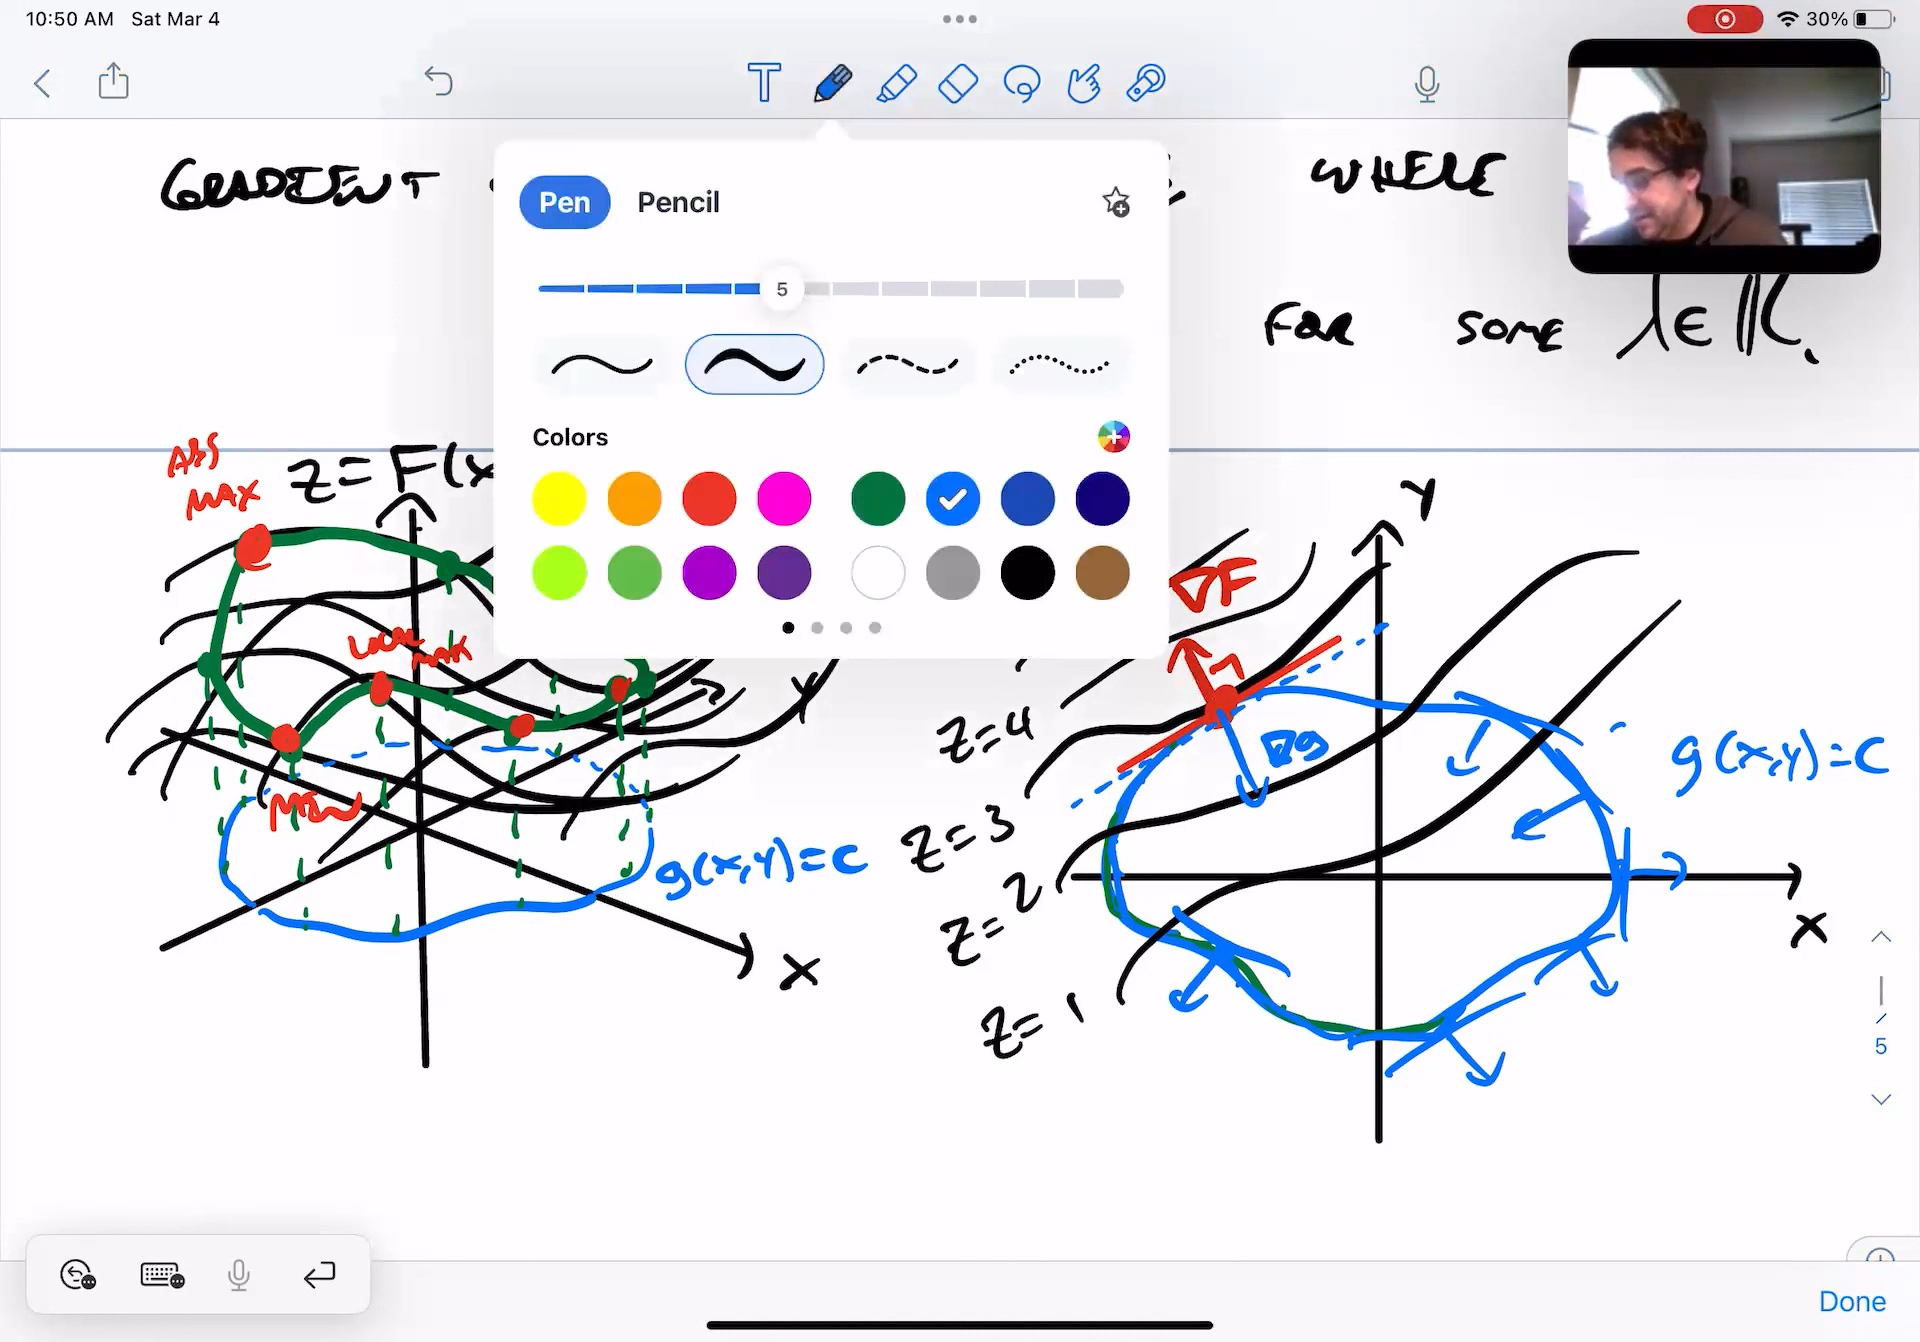 10:50 AM Sat Mar 4
30%
T
GRADIENT
WHERE
Pen Pencil
5
FOR SOME λ∈ℝ.
Colors
ABS
MAX
Z=F(x
Y
∇F
LOCAL
MAX
Y
Z=4
∇g
g(x,y)=C
MIN
Z=3
g(x,y)=C
Z=2
X
X
Z=1
5
Done